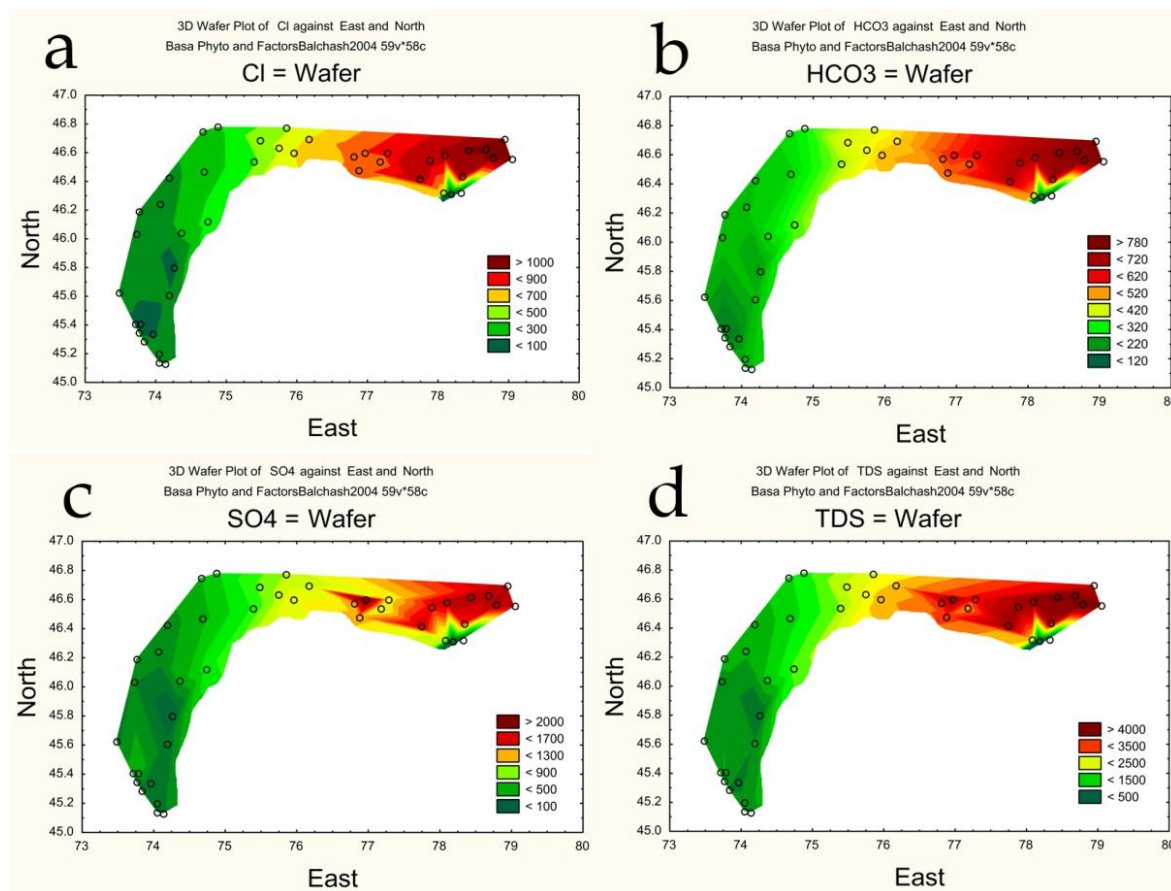 a
3D Wafer Plot of Cl against East and North
Basa Phyto and FactorsBalchash2004 59v*58c
Cl = Wafer
47.0
46.8
46.6
46.4
46.2
46.0
45.8
45.6
45.4
45.2
45.0
North
> 1000
< 900
< 700
< 500
< 300
< 100
73 74 75 76 77 78 79 80
East
b
3D Wafer Plot of HCO3 against East and North
Basa Phyto and FactorsBalchash2004 59v*58c
HCO3 = Wafer
47.0
46.8
46.6
46.4
46.2
46.0
45.8
45.6
45.4
45.2
45.0
North
> 780
< 720
< 620
< 520
< 420
< 320
< 220
< 120
73 74 75 76 77 78 79 80
East
c
3D Wafer Plot of SO4 against East and North
Basa Phyto and FactorsBalchash2004 59v*58c
SO4 = Wafer
47.0
46.8
46.6
46.4
46.2
46.0
45.8
45.6
45.4
45.2
45.0
North
> 2000
< 1700
< 1300
< 900
< 500
< 100
73 74 75 76 77 78 79 80
East
d
3D Wafer Plot of TDS against East and North
Basa Phyto and FactorsBalchash2004 59v*58c
TDS = Wafer
47.0
46.8
46.6
46.4
46.2
46.0
45.8
45.6
45.4
45.2
45.0
North
> 4000
< 3500
< 2500
< 1500
< 500
73 74 75 76 77 78 79 80
East